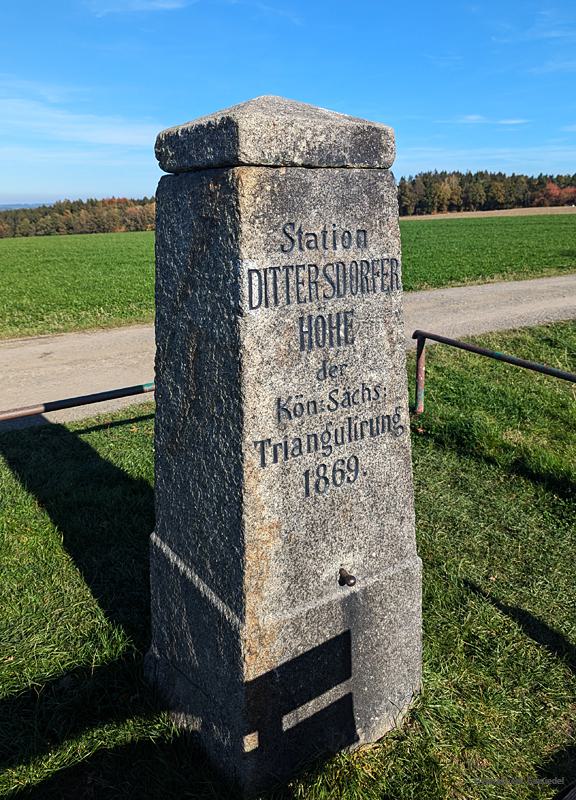 Station
DITTERSDORFER
HÖHE
der
Kön: Sächs:
Triangulirung
1869.